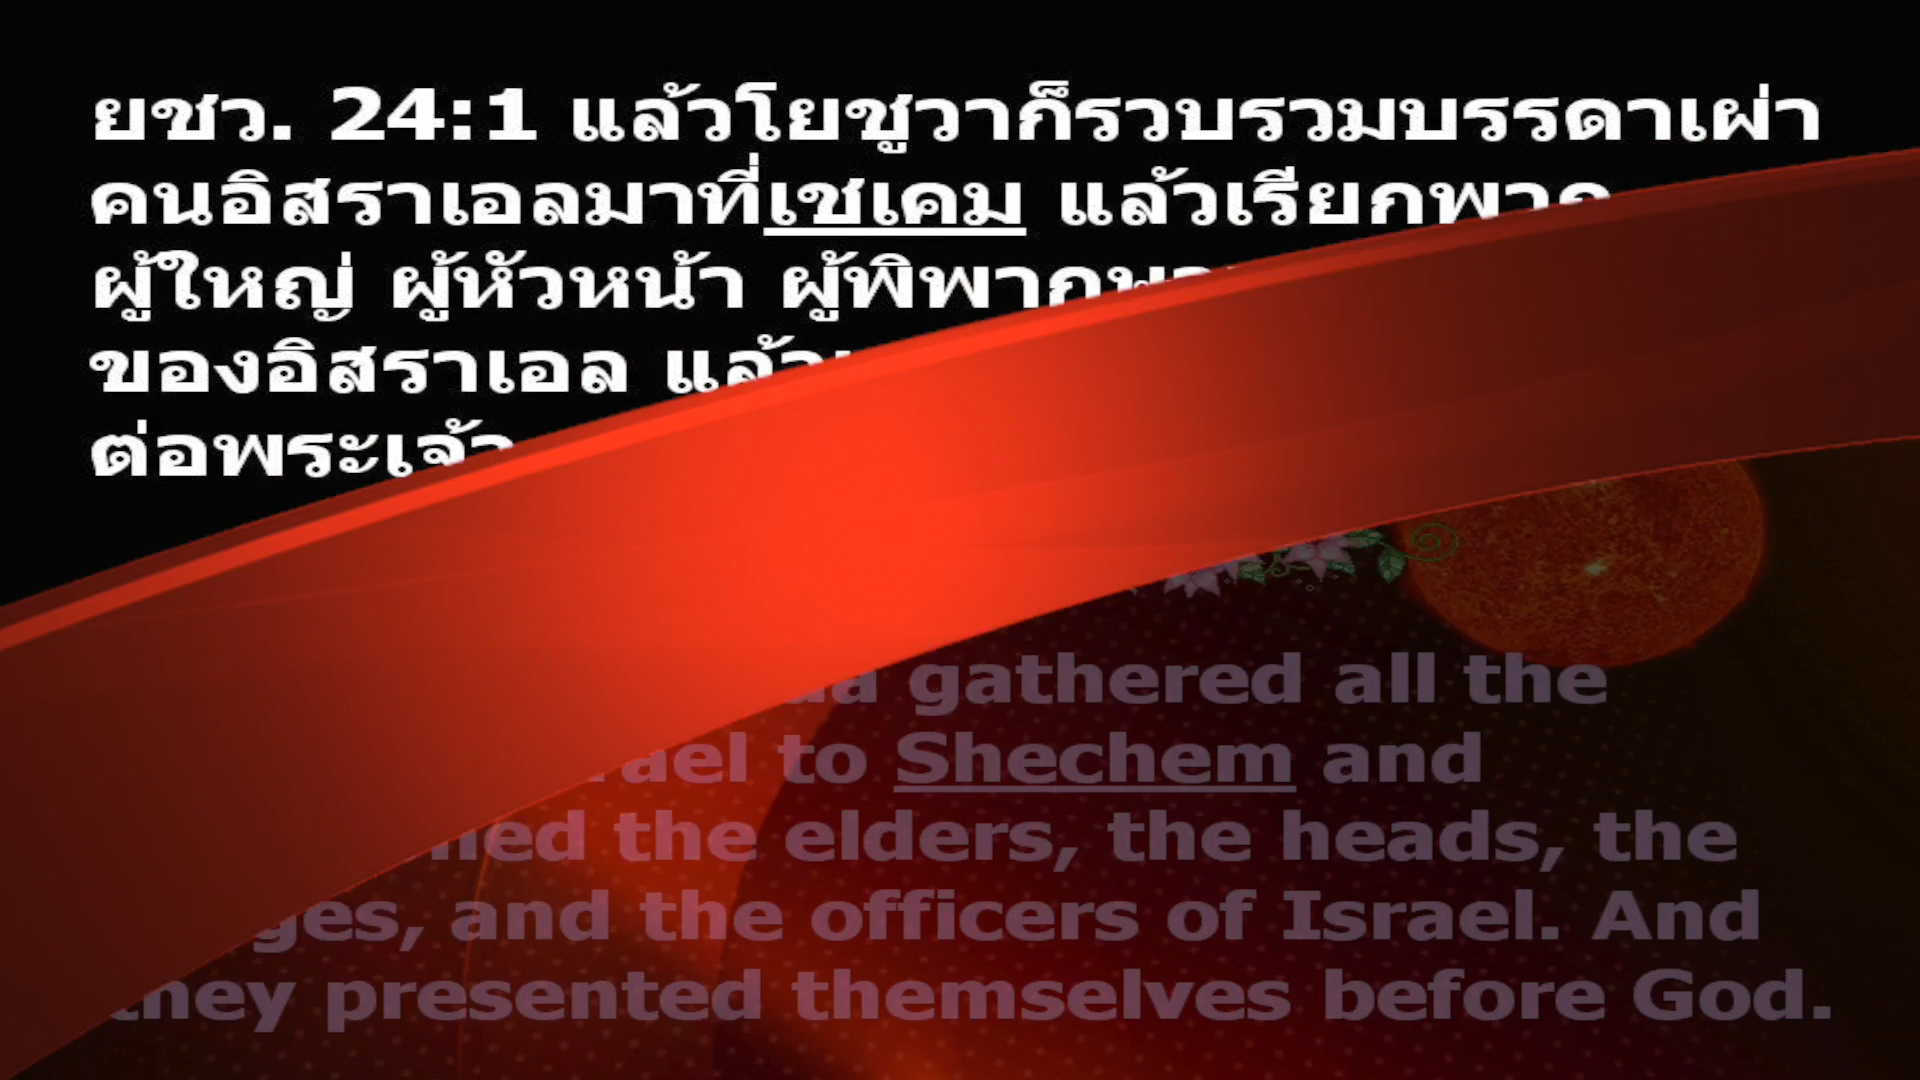 ยชว. 24:1 แล้วโยชูวาก็รวบรวมบรรดาเผ่า
คนอิสราเอลมาที่เชเคม แล้วเรียกพวก
ผู้ใหญ่ ผู้หัวหน้า
ของอิสราเอล
ต่อพระเจ้า
gathered all the
to Shechem and
the elders, the heads, the
and the officers of Israel. And
they presented themselves before God.